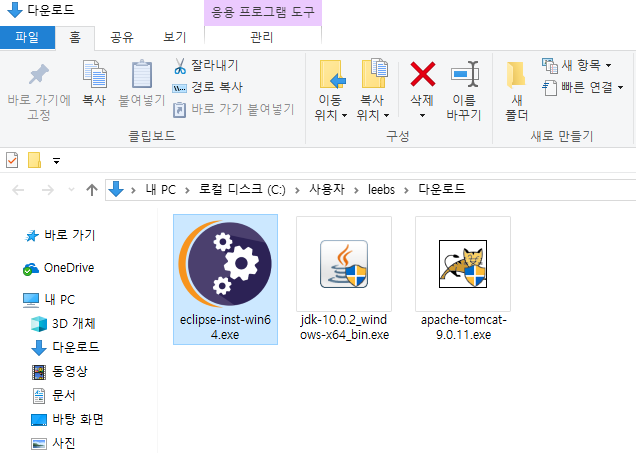 다운로드
응용 프로그램 도구
파일
홈
공유
보기
관리
바로 가기에
고정
복사
붙여넣기
잘라내기
경로 복사
바로 가기 붙여넣기
클립보드
이동
위치
복사
위치
삭제
이름
바꾸기
구성
새
폴더
새 항목
빠른 연결
새로 만들기
내 PC > 로컬 디스크 (C:) > 사용자 > leebs > 다운로드
바로 가기
OneDrive
내 PC
3D 개체
다운로드
동영상
문서
바탕 화면
사진
eclipse-inst-win6
4.exe
jdk-10.0.2_wind
ows-x64_bin.exe
apache-tomcat-
9.0.11.exe